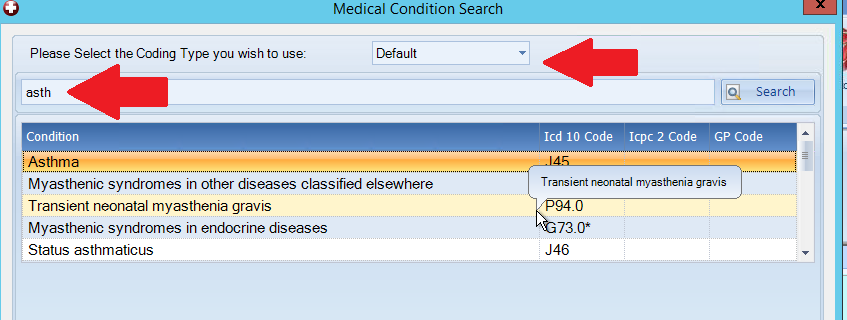 Medical Condition Search
X
Please Select the Coding Type you wish to use: Default
asth Search
Condition Icd 10 Code Icpc 2 Code GP Code
Asthma J45
Myasthenic syndromes in other diseases classified elsewhere
Transient neonatal myasthenia gravis
Transient neonatal myasthenia gravis P94.0
Myasthenic syndromes in endocrine diseases G73.0*
Status asthmaticus J46